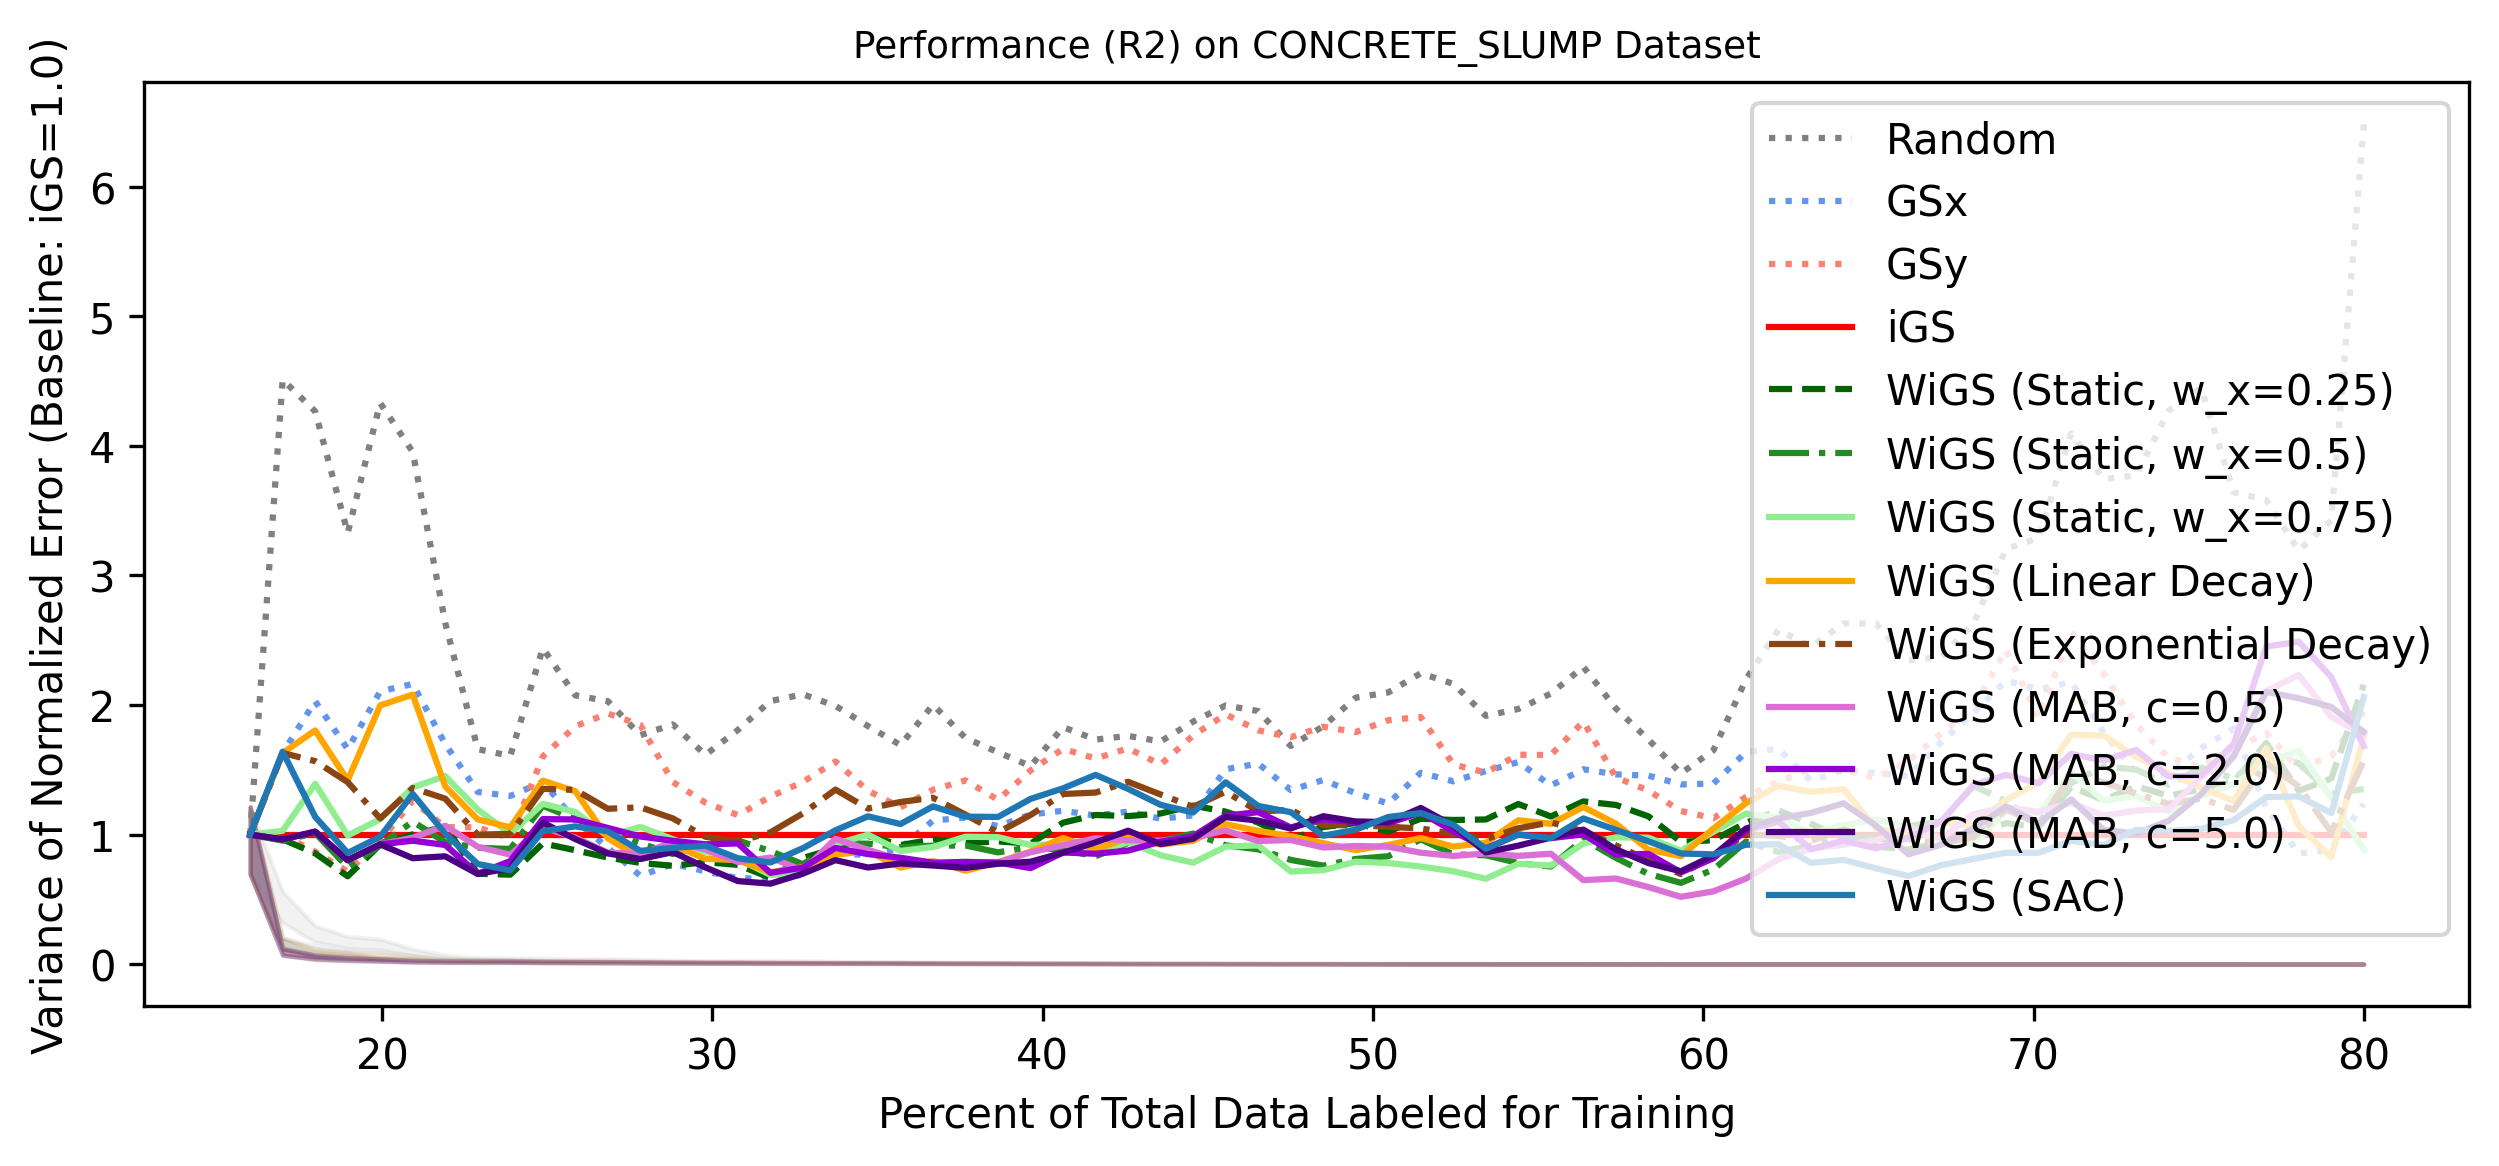 Performance (R2) on CONCRETE_SLUMP Dataset
Variance of Normalized Error (Baseline: iGS=1.0)
6
5
4
3
2
1
0
20 30 40 50 60 70 80
Percent of Total Data Labeled for Training
Random
GSx
GSy
iGS
WiGS (Static, w_x=0.25)
WiGS (Static, w_x=0.5)
WiGS (Static, w_x=0.75)
WiGS (Linear Decay)
WiGS (Exponential Decay)
WiGS (MAB, c=0.5)
WiGS (MAB, c=2.0)
WiGS (MAB, c=5.0)
WiGS (SAC)